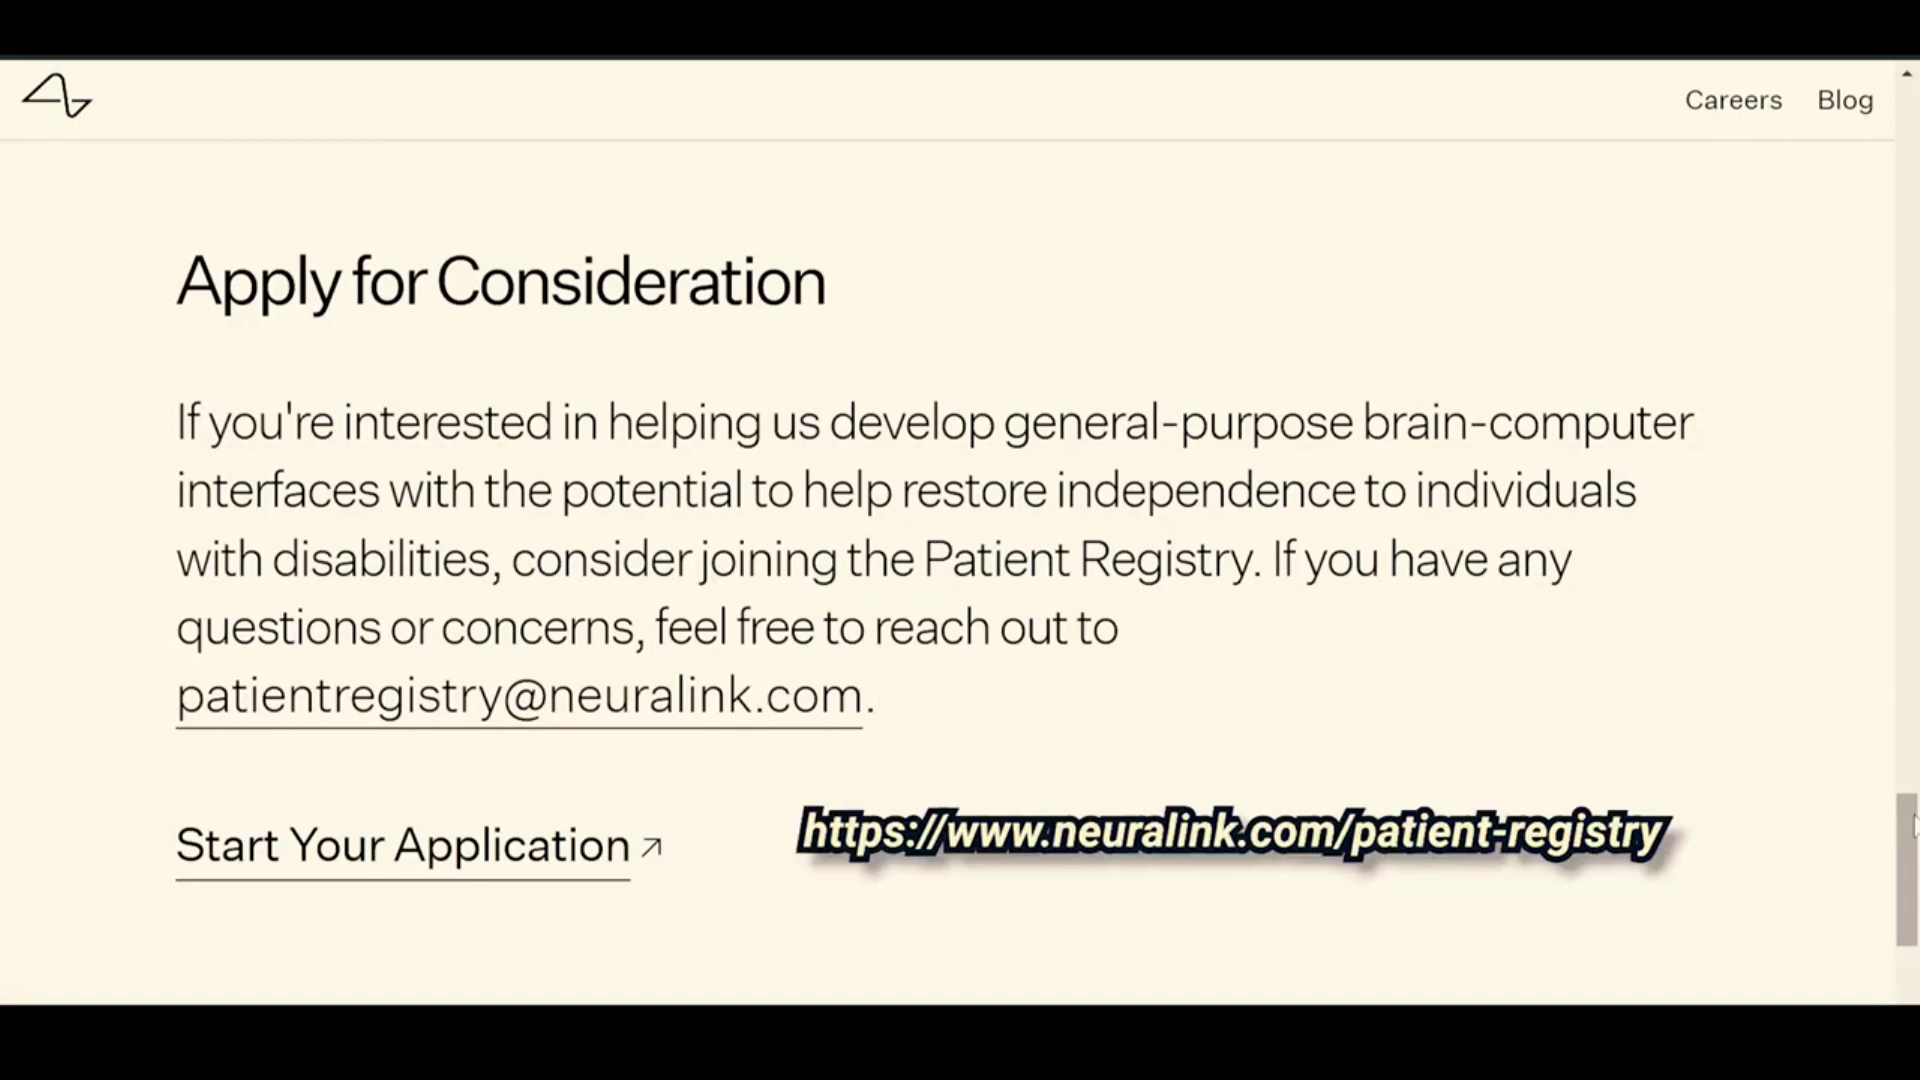 Careers Blog
Apply for Consideration
If you're interested in helping us develop general-purpose brain-computer
interfaces with the potential to help restore independence to individuals
with disabilities, consider joining the Patient Registry. If you have any
questions or concerns, feel free to reach out to
patientregistry@neuralink.com.
Start Your Application ↗
https://www.neuralink.com/patient-registry